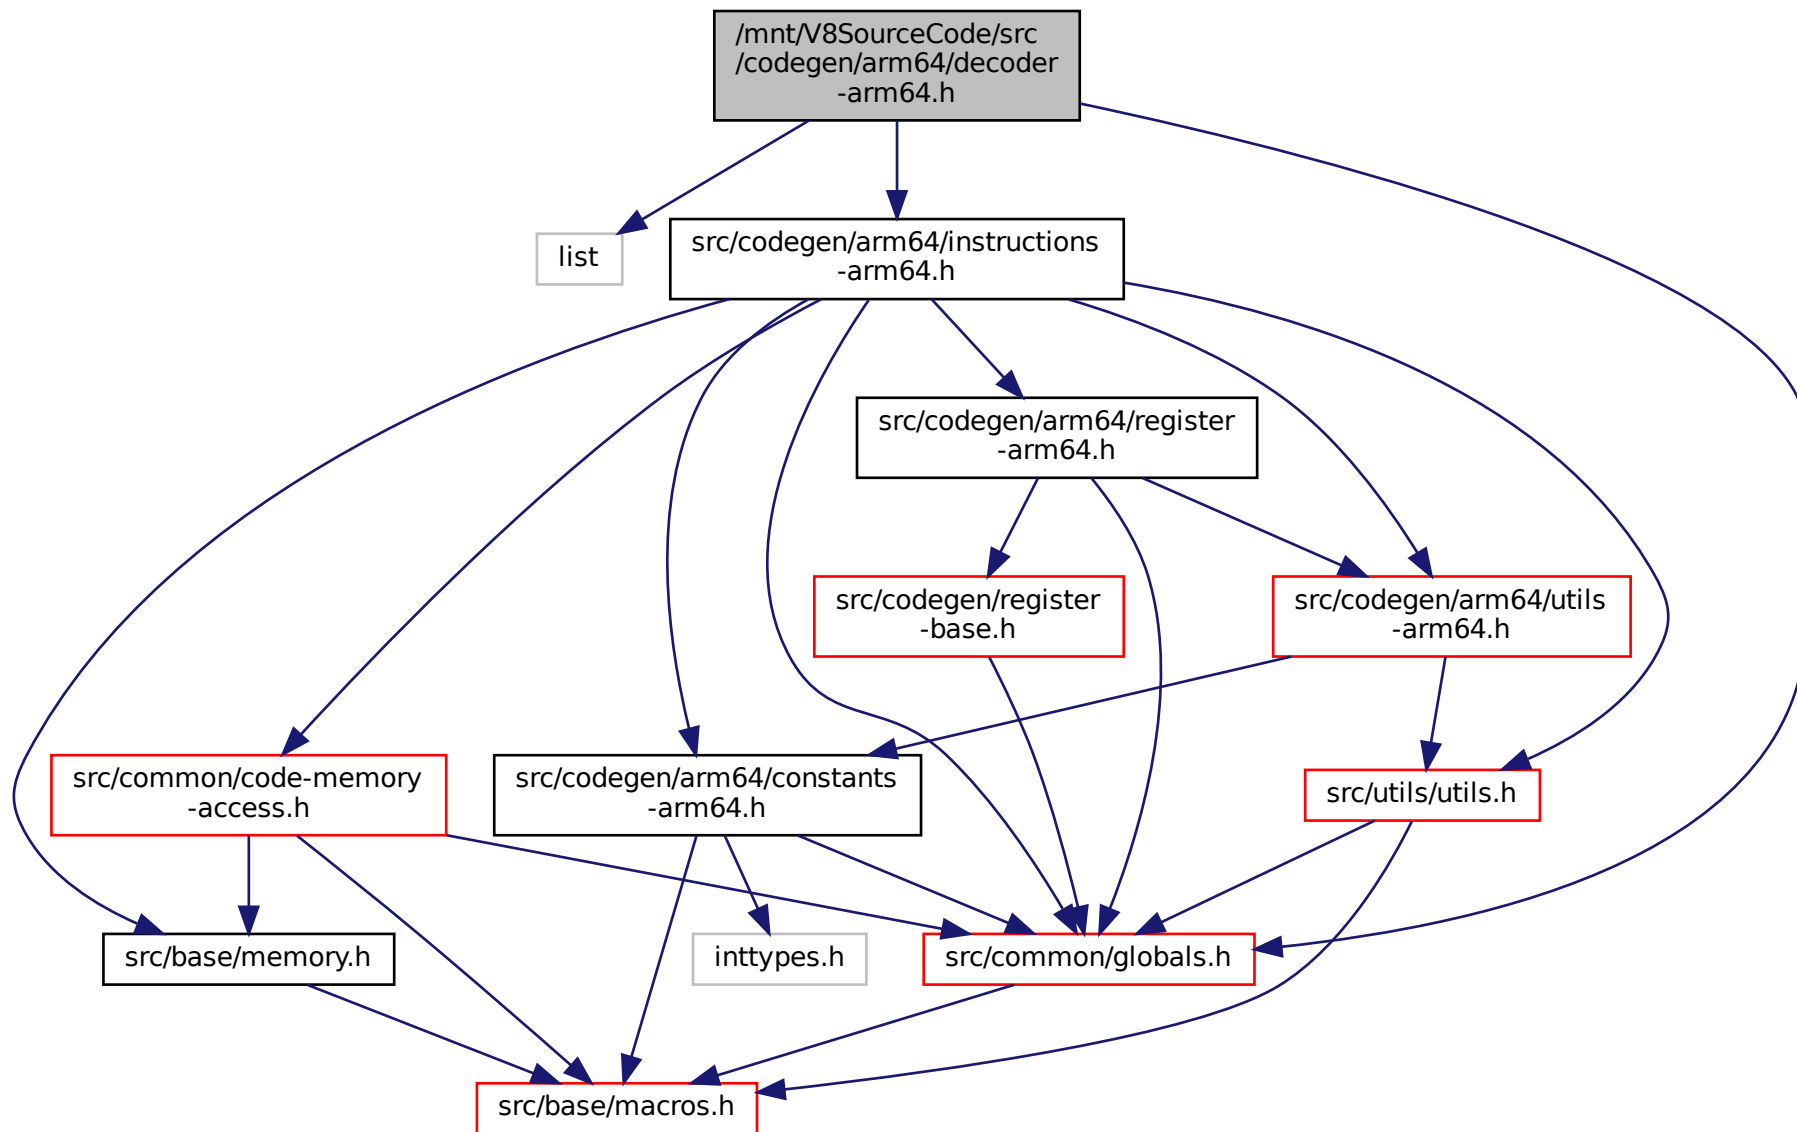 /mnt/V8SourceCode/src
/codegen/arm64/decoder
-arm64.h
list
src/codegen/arm64/instructions
-arm64.h
src/codegen/arm64/register
-arm64.h
src/codegen/register
-base.h
src/codegen/arm64/utils
-arm64.h
src/common/code-memory
-access.h
src/codegen/arm64/constants
-arm64.h
src/utils/utils.h
src/base/memory.h
inttypes.h
src/common/globals.h
src/base/macros.h